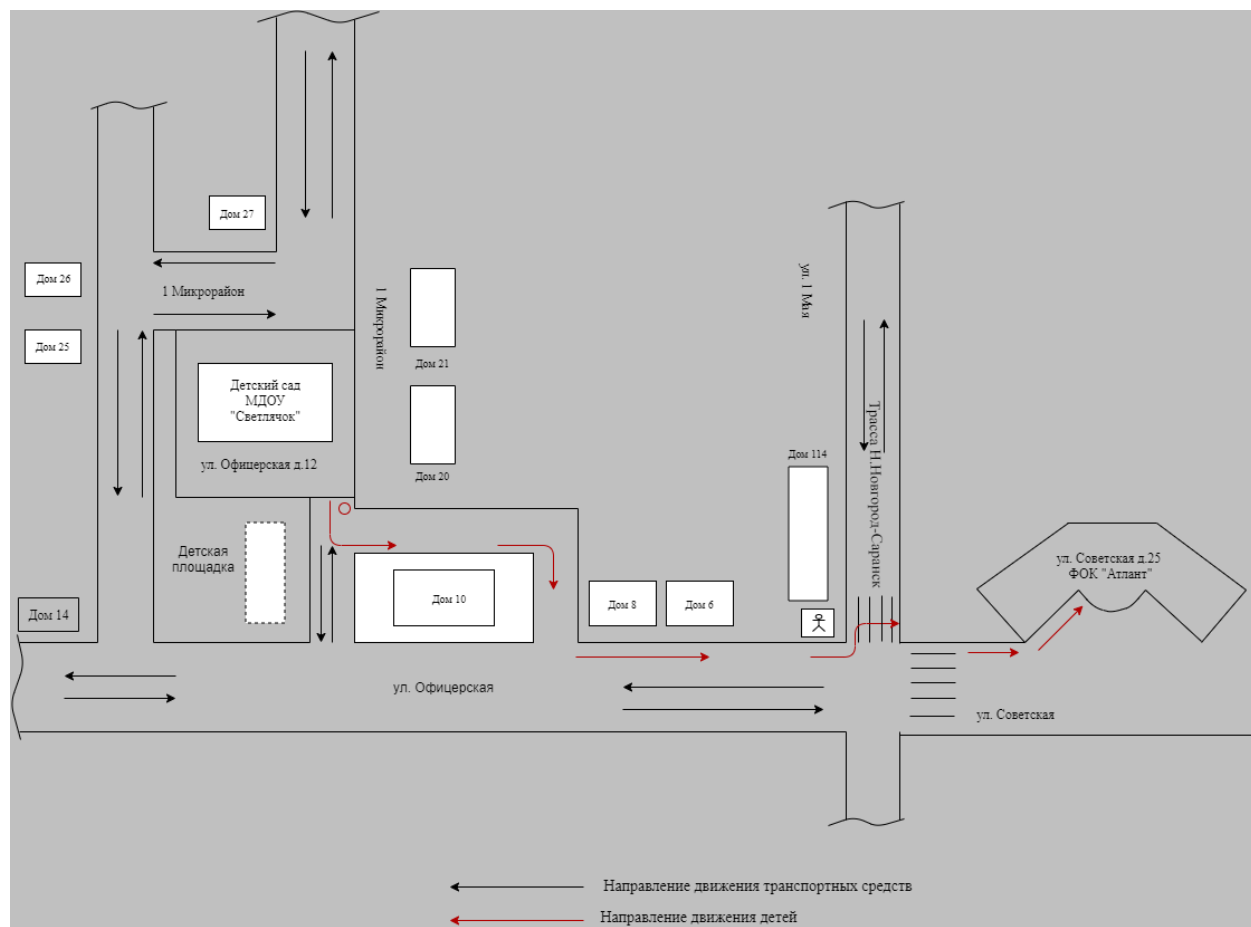 Дом 27
Дом 26
1 Микрорайон
ул. 1 Мая
1 Микрорайон
Дом 25
Дом 21
Детский сад
МДОУ
"Светлячок"
ул. Офицерская д.12
Дом 20
Дом 114
Трасса Н.Новгород-Саранск
Детская
площадка
ул. Советская д.25
ФОК "Атлант"
Дом 10
Дом 8
Дом 6
Дом 14
ул. Офицерская
ул. Советская
Направление движения транспортных средств
Направление движения детей